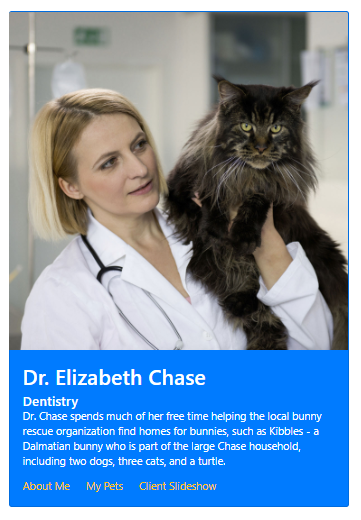 Dr. Elizabeth Chase
Dentistry
Dr. Chase spends much of her free time helping the local bunny
rescue organization find homes for bunnies, such as Kibbles - a
Dalmatian bunny who is part of the large Chase household,
including two dogs, three cats, and a turtle.
About Me My Pets Client Slideshow